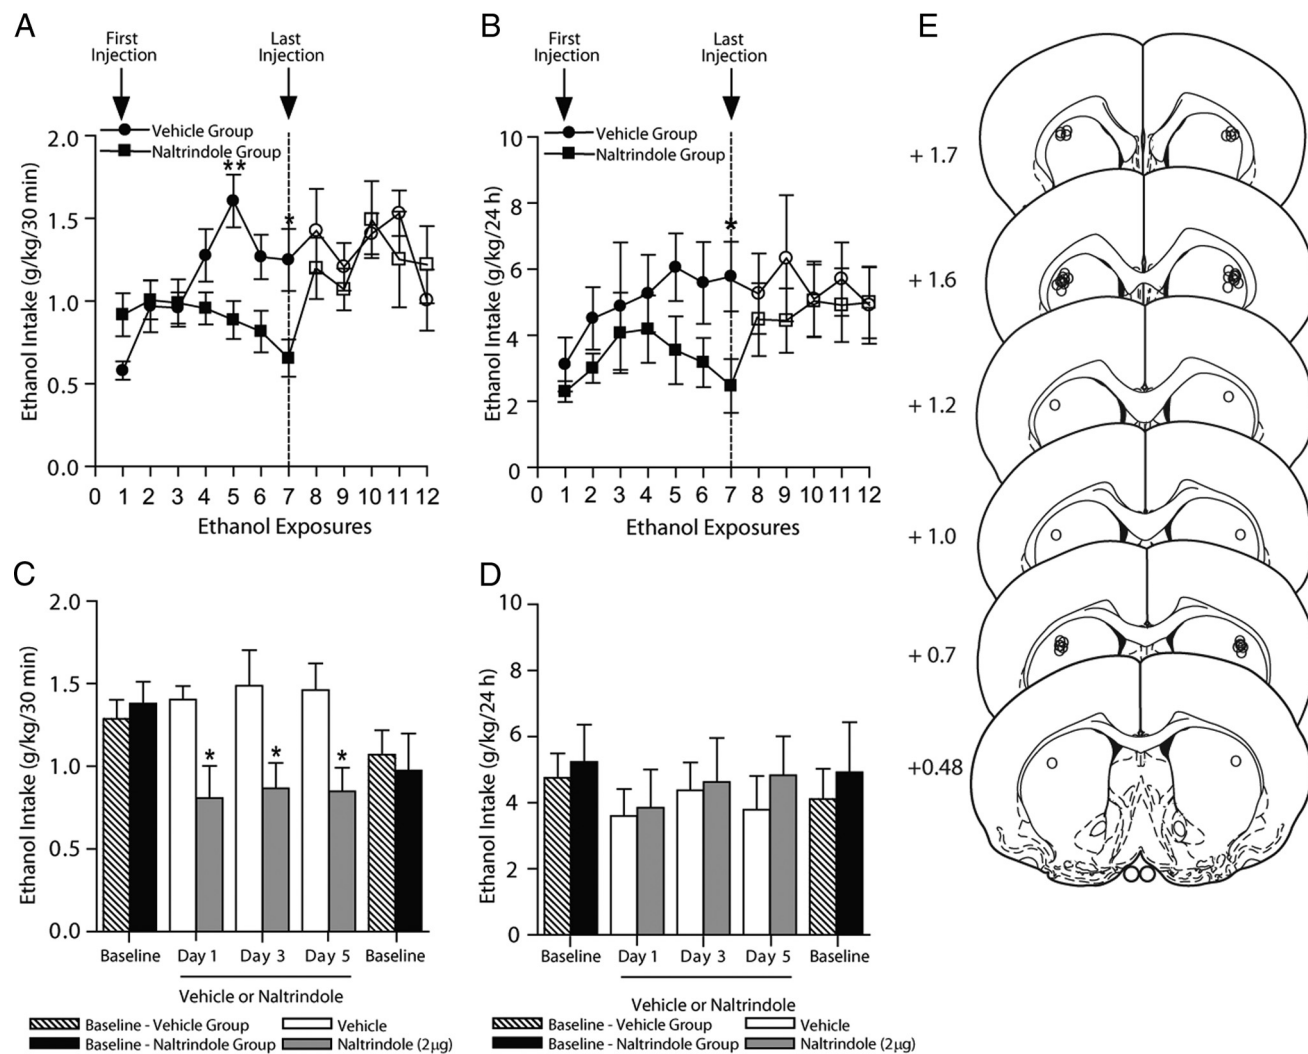 A
First
Injection
Last
Injection
Vehicle Group
Naltrindole Group
**
*
Ethanol Intake (g/kg/30 min)
2.0
1.5
1.0
0.5
0.0
0 1 2 3 4 5 6 7 8 9 10 11 12
Ethanol Exposures
B
First
Injection
Last
Injection
Vehicle Group
Naltrindole Group
*
Ethanol Intake (g/kg/24 h)
10
8
6
4
2
0
0 1 2 3 4 5 6 7 8 9 10 11 12
Ethanol Exposures
C
Ethanol Intake (g/kg/30 min)
2.0
1.5
1.0
0.5
0.0
* * *
Baseline Day 1 Day 3 Day 5 Baseline
Vehicle or Naltrindole
Baseline - Vehicle Group Vehicle
Baseline - Naltrindole Group Naltrindole (2μg)
D
Ethanol Intake (g/kg/24 h)
10
8
6
4
2
0
Baseline Day 1 Day 3 Day 5 Baseline
Vehicle or Naltrindole
Baseline - Vehicle Group Vehicle
Baseline - Naltrindole Group Naltrindole (2μg)
E
+ 1.7
+ 1.6
+ 1.2
+ 1.0
+ 0.7
+0.48